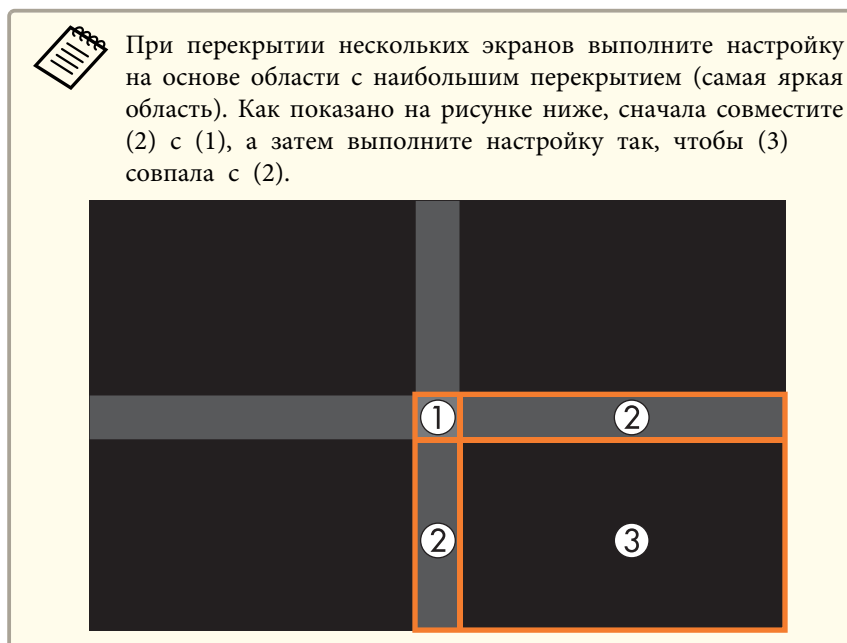 При перекрытии нескольких экранов выполните настройку
на основе области с наибольшим перекрытием (самая яркая
область). Как показано на рисунке ниже, сначала совместите
(2) с (1), а затем выполните настройку так, чтобы (3)
совпала с (2).
1 2
2 3